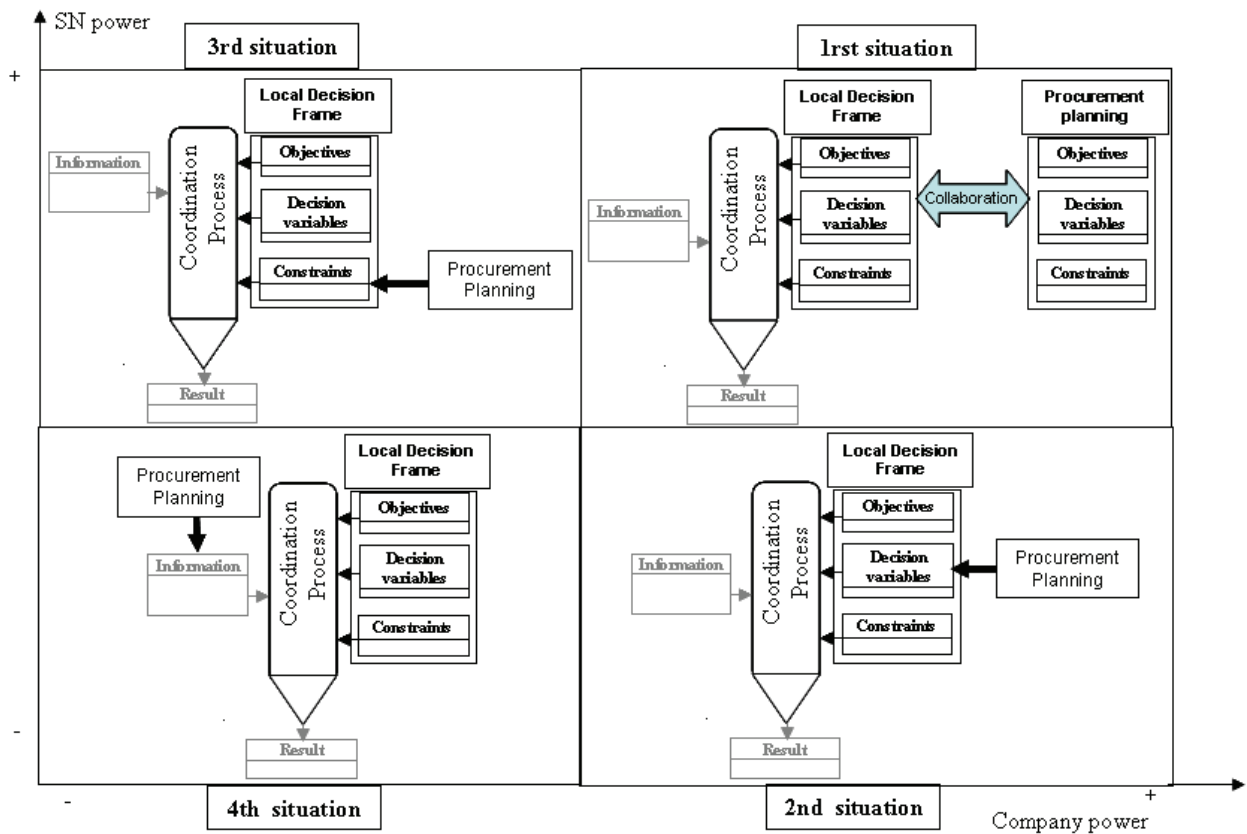 SN power
+
3rd situation
Local Decision
Frame
Information
Coordination
Process
Objectives
Decision
variables
Constraints
Procurement
Planning
Result
1rst situation
Local Decision
Frame
Procurement
planning
Information
Coordination
Process
Objectives
Decision
variables
Constraints
Collaboration
Objectives
Decision
variables
Constraints
Result
Procurement
Planning
Information
Coordination
Process
Local Decision
Frame
Objectives
Decision
variables
Constraints
Result
Local Decision
Frame
Information
Coordination
Process
Objectives
Decision
variables
Constraints
Procurement
Planning
Result
-
-
4th situation
2nd situation
+
Company power